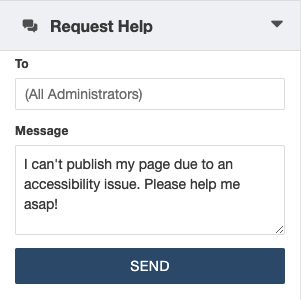 Request Help
To
(All Administrators)
Message
I can't publish my page due to an
accessibility issue. Please help me
asap!
SEND